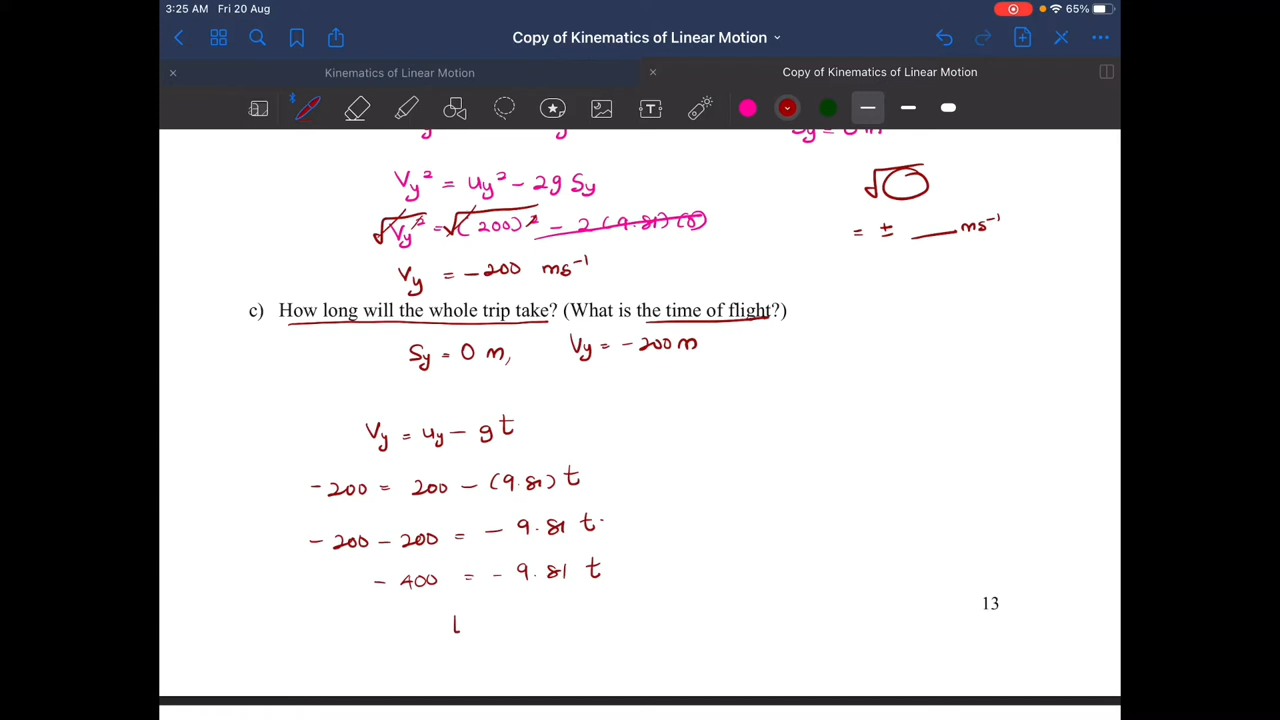 3:25 AM Fri 20 Aug
65%
Copy of Kinematics of Linear Motion
Kinematics of Linear Motion
Copy of Kinematics of Linear Motion
Vy² = uy² - 2g Sy
√Vy² = √(200)² - 2(9.81)(0)
= ± ___ ms⁻¹
Vy = -200 ms⁻¹
c) How long will the whole trip take? (What is the time of flight?)
Sy = 0 m, Vy = -200 m
Vy = uy - gt
-200 = 200 - (9.81) t
-200 - 200 = - 9.81 t
-400 = - 9.81 t
13